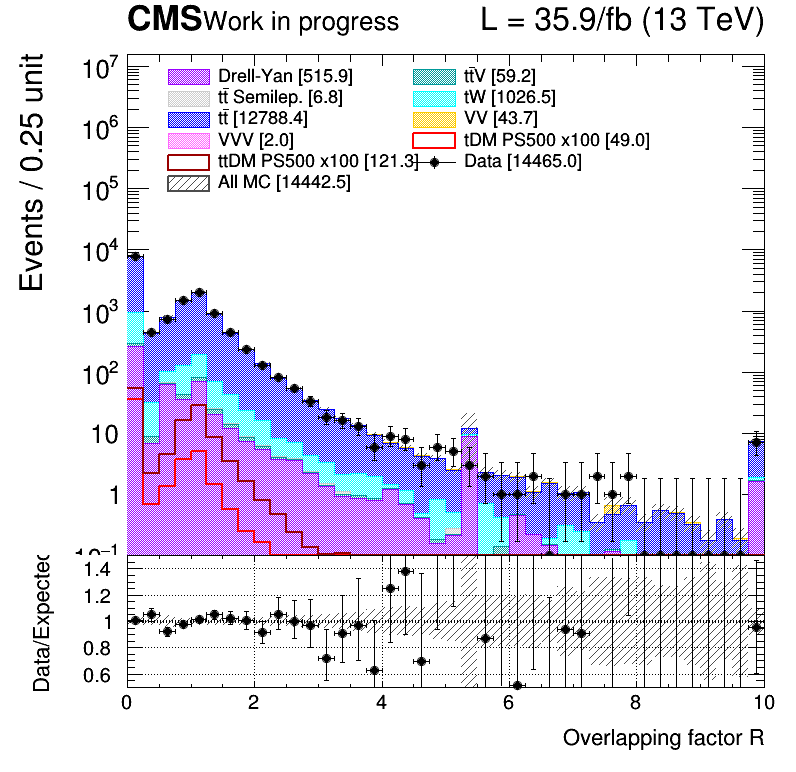 CMS Work in progress L = 35.9/fb (13 TeV)
Events / 0.25 unit
10⁷
10⁶
10⁵
10⁴
10³
10²
10
1
10⁻¹
Drell-Yan [515.9]
tt̄ Semilep. [6.8]
tt̄ [12788.4]
VVV [2.0]
ttDM PS500 x100 [121.3]
All MC [14442.5]
tt̄V [59.2]
tW [1026.5]
VV [43.7]
tDM PS500 x100 [49.0]
Data [14465.0]
Data/Expected
1.4
1.2
1
0.8
0.6
0 2 4 6 8 10
Overlapping factor R